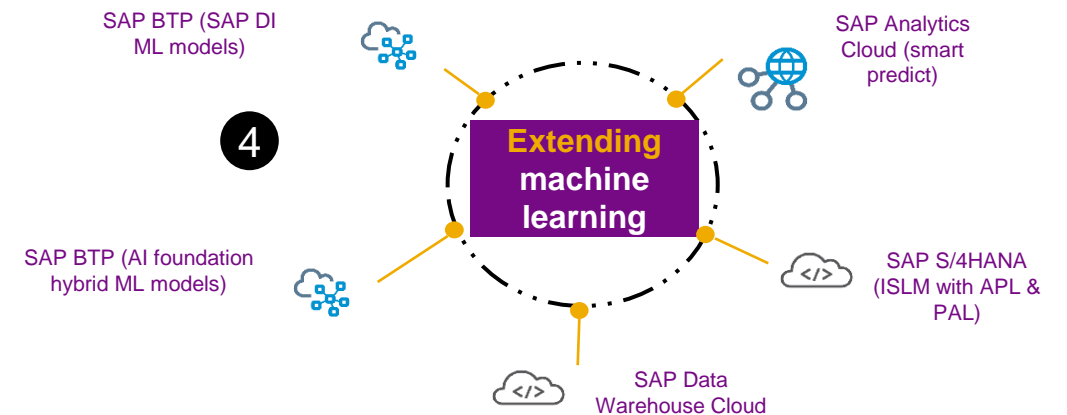 SAP BTP (SAP DI
ML models)
SAP Analytics
Cloud (smart
predict)
4
Extending
machine
learning
SAP BTP (AI foundation
hybrid ML models)
</>
SAP S/4HANA
(ISLM with APL &
PAL)
</>
SAP Data
Warehouse Cloud